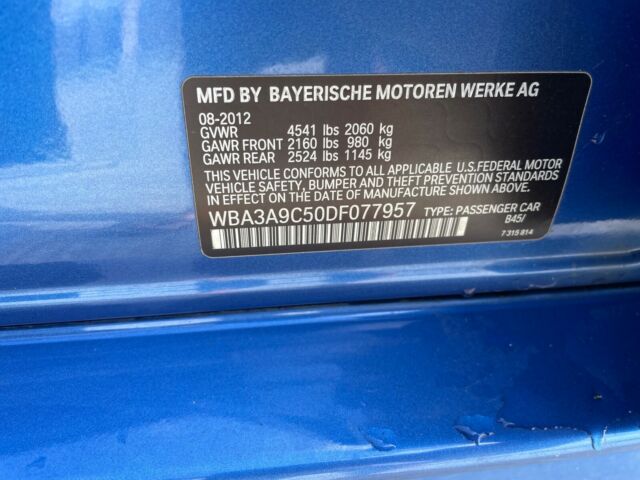 MFD BY BAYERISCHE MOTOREN WERKE AG
08-2012
GVWR 4541 lbs 2060 kg
GAWR FRONT 2160 lbs 980 kg
GAWR REAR 2524 lbs 1145 kg
THIS VEHICLE CONFORMS TO ALL APPLICABLE U.S.FEDERAL MOTOR
VEHICLE SAFETY, BUMPER AND THEFT PREVENTION STANDARDS
IN EFFECT ON THE DATE OF MANUFACTURE SHOWN ABOVE.
WBA3A9C50DF077957 TYPE: PASSENGER CAR
B45/
7 315 814